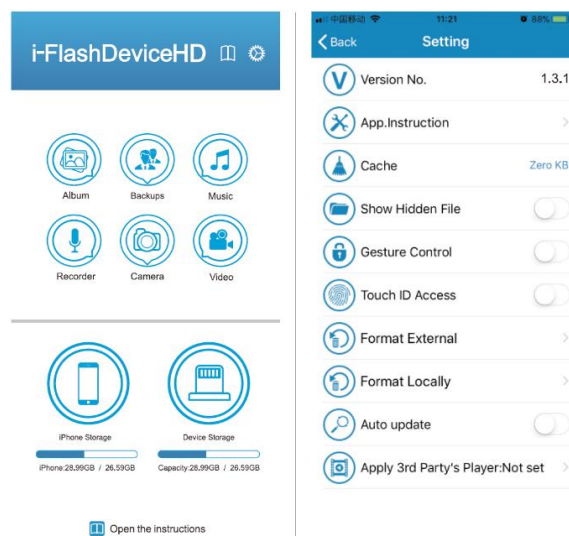 i-FlashDeviceHD
Album Backups Music
Recorder Camera Video
iPhone Storage Device Storage
iPhone:28.99GB / 26.59GB Capacity:28.99GB / 26.59GB
Open the instructions
中国移动 11:21 88%
Back Setting
V Version No. 1.3.1
App.Instruction
Cache Zero KB
Show Hidden File
Gesture Control
Touch ID Access
Format External
Format Locally
Auto update
Apply 3rd Party's Player:Not set